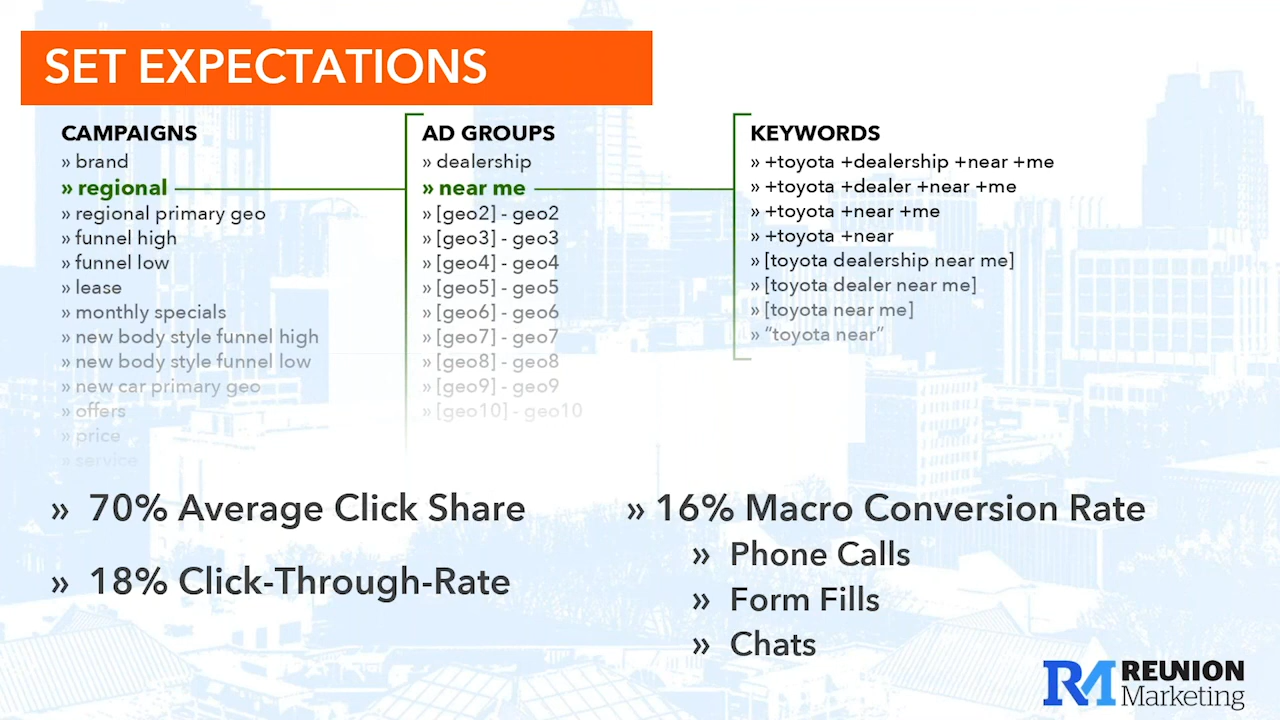 SET EXPECTATIONS
CAMPAIGNS
» brand
» regional
» regional primary geo
» funnel high
» funnel low
» lease
» monthly specials
» new body style funnel high
» new body style funnel low
» new car primary geo
» offers
» price
» service
AD GROUPS
» dealership
» near me
» [geo2] - geo2
» [geo3] - geo3
» [geo4] - geo4
» [geo5] - geo5
» [geo6] - geo6
» [geo7] - geo7
» [geo8] - geo8
» [geo9] - geo9
» [geo10] - geo10
KEYWORDS
» +toyota +dealership +near +me
» +toyota +dealer +near +me
» +toyota +near +me
» +toyota +near
» [toyota dealership near me]
» [toyota dealer near me]
» [toyota near me]
» “toyota near”
» 70% Average Click Share
» 18% Click-Through-Rate
» 16% Macro Conversion Rate
» Phone Calls
» Form Fills
» Chats
RM REUNION
Marketing